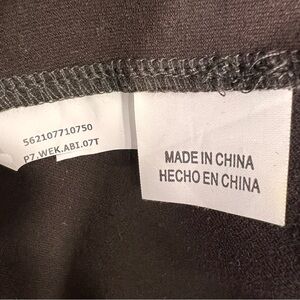 562107710750
P7.WEK.ABI.07T
MADE IN CHINA
HECHO EN CHINA